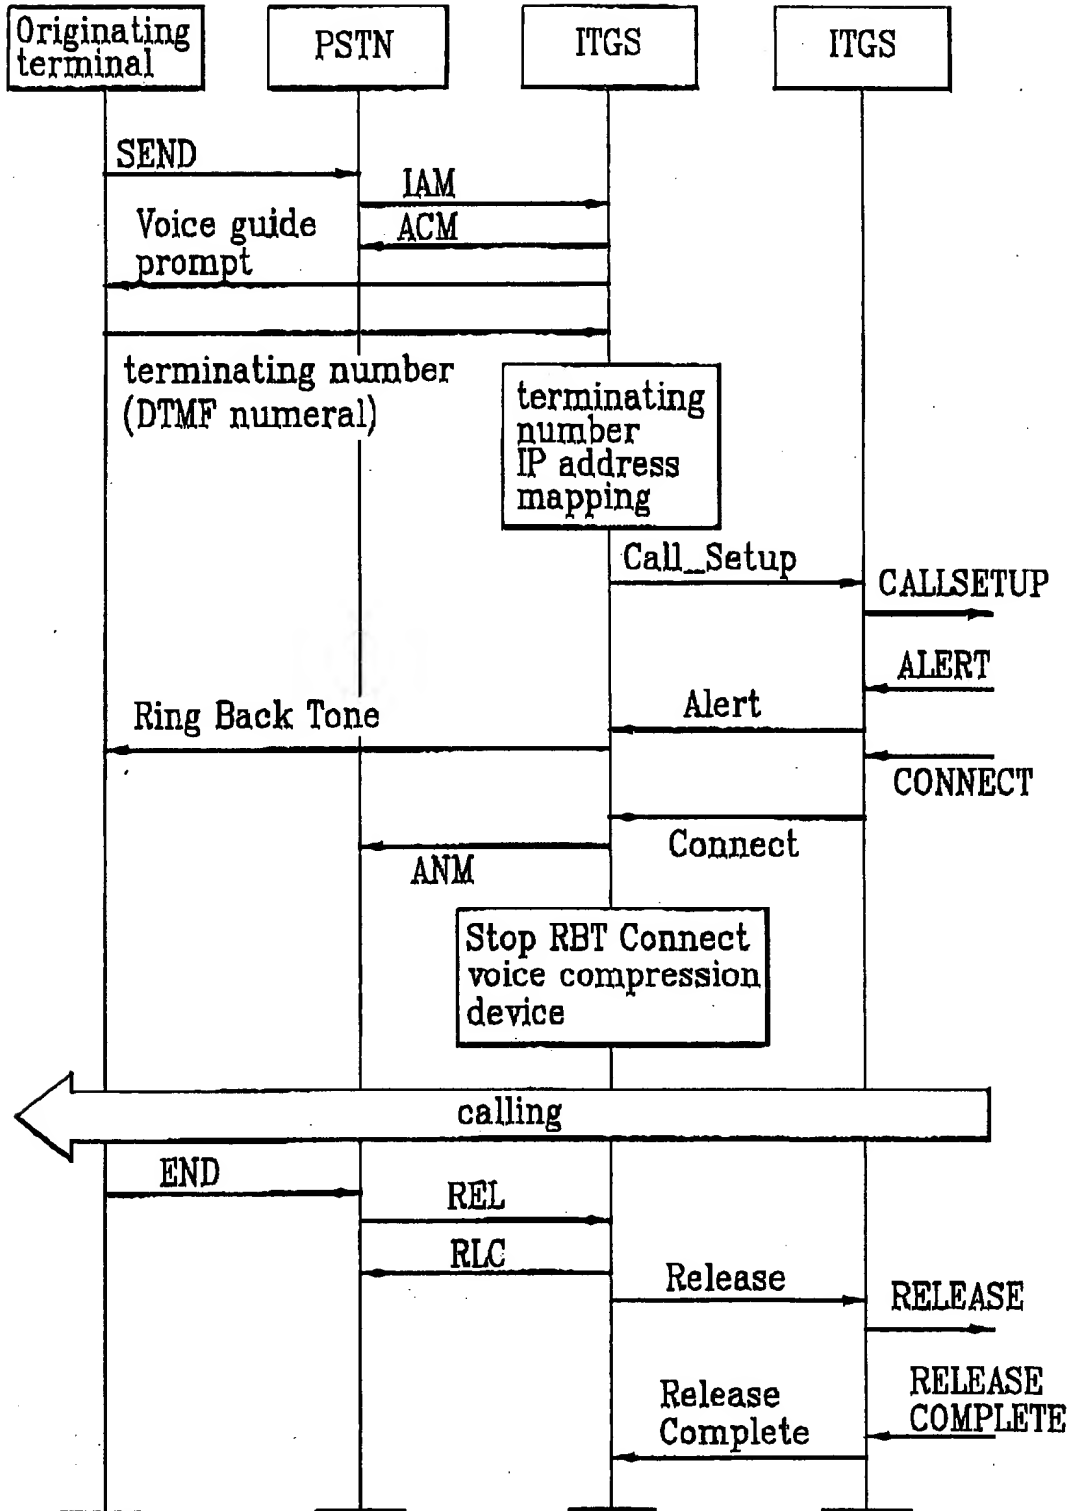 Originating
terminal
PSTN
ITGS
ITGS
SEND
IAM
ACM
Voice guide
prompt
terminating number
(DTMF numeral)
terminating
number
IP address
mapping
Call_Setup
CALLSETUP
ALERT
Alert
Ring Back Tone
CONNECT
Connect
ANM
Stop RBT Connect
voice compression
device
calling
END
REL
RLC
Release
RELEASE
RELEASE
COMPLETE
Release
Complete